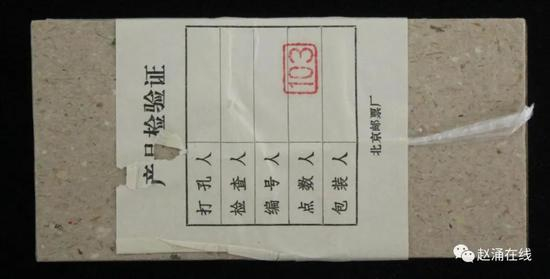 产品检验证
打孔人
检查人
编号人
点数人
103
包装人
北京邮票厂
赵涌在线